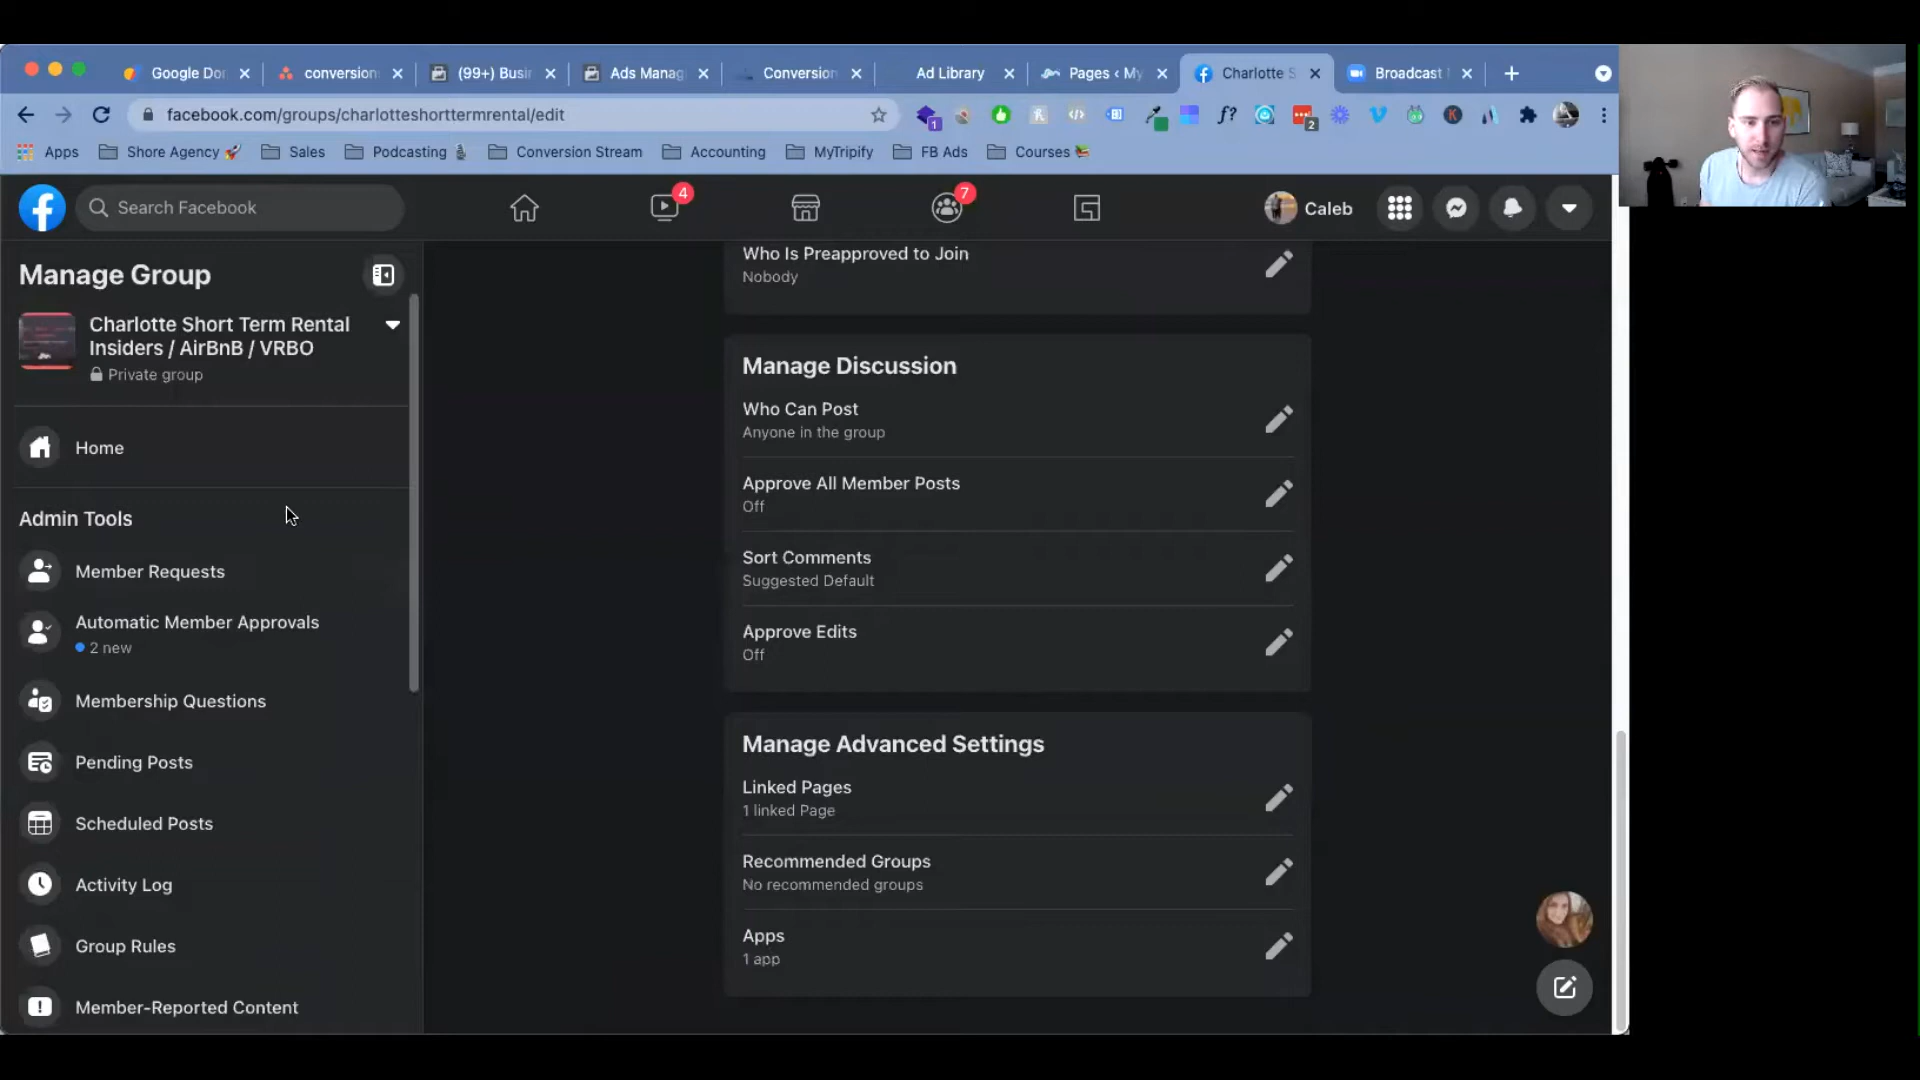 Google Do
conversion
(99+) Busi
Ads Manag
Conversion
Ad Library
Pages ‹ My
Charlotte S
Broadcast
facebook.com/groups/charlotteshorttermrental/edit
1
f?
2
K
Apps
Shore Agency 🚀
Sales
Podcasting 🎙
Conversion Stream
Accounting
MyTripify
FB Ads
Courses 📚
Search Facebook
4
7
Caleb
Manage Group
Charlotte Short Term Rental
Insiders / AirBnB / VRBO
Private group
Home
Admin Tools
Member Requests
Automatic Member Approvals
2 new
Membership Questions
Pending Posts
Scheduled Posts
Activity Log
Group Rules
Member-Reported Content
Who Is Preapproved to Join
Nobody
Manage Discussion
Who Can Post
Anyone in the group
Approve All Member Posts
Off
Sort Comments
Suggested Default
Approve Edits
Off
Manage Advanced Settings
Linked Pages
1 linked Page
Recommended Groups
No recommended groups
Apps
1 app